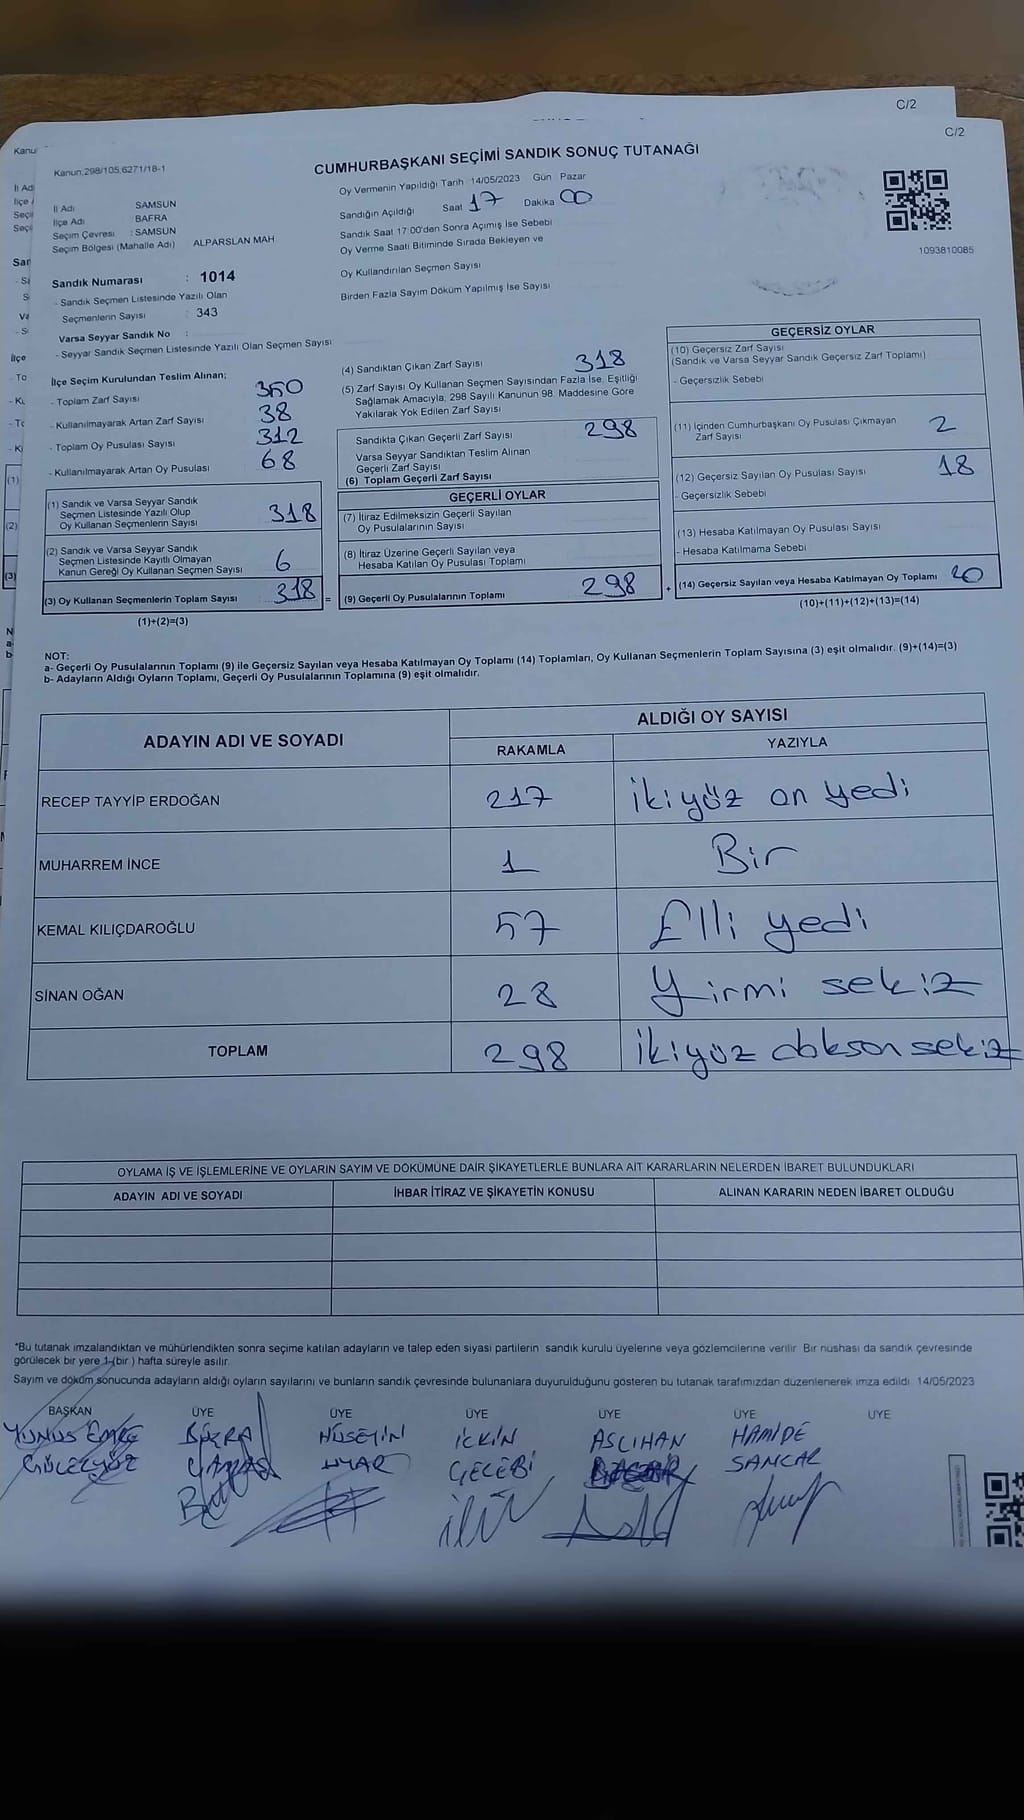 C/2
C/2
Kanu
Kanun,298/105,6271/18-1
CUMHURBAŞKANI SEÇİMİ SANDIK SONUÇ TUTANAĞI
Oy Vermenin Yapıldığı Tarih 14/05/2023 Gün Pazar
Sandığın Açıldığı Saat 17 Dakika 00
Sandık Saat 17:00'den Sonra Açımış İse Sebebi
Oy Verme Saati Bitiminde Sırada Bekleyen ve
Oy Kullandırılan Seçmen Sayısı
Birden Fazla Sayım Döküm Yapılmış İse Sayısı
1093810085
İl Adı SAMSUN
İlçe Adı : BAFRA
Seçim Çevresi : SAMSUN
Seçim Bölgesi (Mahalle Adı) ALPARSLAN MAH
Sandık Numarası : 1014
- Sandık Seçmen Listesinde Yazılı Olan
Seçmenlerin Sayısı : 343
Varsa Seyyar Sandık No :
- Seyyar Sandık Seçmen Listesinde Yazılı Olan Seçmen Sayısı
İlçe Seçim Kurulundan Teslim Alınan;
- Toplam Zarf Sayısı 350
- Kullanılmayarak Artan Zarf Sayısı 38
- Toplam Oy Pusulası Sayısı 312
- Kullanılmayarak Artan Oy Pusulası 68
(1) Sandık ve Varsa Seyyar Sandık
Seçmen Listesinde Yazılı Olup
Oy Kullanan Seçmenlerin Sayısı 318
(2) Sandık ve Varsa Seyyar Sandık
Seçmen Listesinde Kayıtlı Olmayan
Kanun Gereği Oy Kullanan Seçmen Sayısı 6
(3) Oy Kullanan Seçmenlerin Toplam Sayısı 318 =
(1)+(2)=(3)
(4) Sandıktan Çıkan Zarf Sayısı 318
(5) Zarf Sayısı Oy Kullanan Seçmen Sayısından Fazla İse, Eşitliği
Sağlamak Amacıyla, 298 Sayılı Kanunun 98. Maddesine Göre
Yakılarak Yok Edilen Zarf Sayısı
Sandıkta Çıkan Geçerli Zarf Sayısı 298
Varsa Seyyar Sandıktan Teslim Alınan
Geçerli Zarf Sayısı
(6) Toplam Geçerli Zarf Sayısı
GEÇERLİ OYLAR
(7) İtiraz Edilmeksizin Geçerli Sayılan
Oy Pusulalarının Sayısı
(8) İtiraz Üzerine Geçerli Sayılan veya
Hesaba Katılan Oy Pusulası Toplamı
(9) Geçerli Oy Pusulalarının Toplamı 298 +
GEÇERSİZ OYLAR
(10) Geçersiz Zarf Sayısı
(Sandık ve Varsa Seyyar Sandık Geçersiz Zarf Toplamı)
- Geçersizlik Sebebi
(11) İçinden Cumhurbaşkanı Oy Pusulası Çıkmayan
Zarf Sayısı 2
(12) Geçersiz Sayılan Oy Pusulası Sayısı 18
- Geçersizlik Sebebi
(13) Hesaba Katılmayan Oy Pusulası Sayısı
- Hesaba Katılmama Sebebi
(14) Geçersiz Sayılan veya Hesaba Katılmayan Oy Toplamı 20
(10)+(11)+(12)+(13)=(14)
NOT:
a- Geçerli Oy Pusulalarının Toplamı (9) ile Geçersiz Sayılan veya Hesaba Katılmayan Oy Toplamı (14) Toplamları, Oy Kullanan Seçmenlerin Toplam Sayısına (3) eşit olmalıdır. (9)+(14)=(3)
b- Adayların Aldığı Oyların Toplamı, Geçerli Oy Pusulalarının Toplamına (9) eşit olmalıdır.
ADAYIN ADI VE SOYADI
ALDIĞI OY SAYISI
RAKAMLA YAZIYLA
RECEP TAYYİP ERDOĞAN 217 iki yüz on yedi
MUHARREM İNCE 1 Bir
KEMAL KILIÇDAROĞLU 57 Elli yedi
SİNAN OĞAN 28 Yirmi sekiz
TOPLAM 298 ikiyüz doksan sekiz
OYLAMA İŞ VE İŞLEMLERİNE VE OYLARIN SAYIM VE DÖKÜMÜNE DAİR ŞİKAYETLERLE BUNLARA AİT KARARLARIN NELERDEN İBARET BULUNDUKLARI
ADAYIN ADI VE SOYADI İHBAR İTİRAZ VE ŞİKAYETİN KONUSU ALINAN KARARIN NEDEN İBARET OLDUĞU
*Bu tutanak imzalandıktan ve mühürlendikten sonra seçime katılan adayların ve talep eden siyasi partilerin sandık kurulu üyelerine veya gözlemcilerine verilir. Bir nüshası da sandık çevresinde
görülecek bir yere 1 (bir ) hafta süreyle asılır.
Sayım ve döküm sonucunda adayların aldığı oyların sayılarını ve bunların sandık çevresinde bulunanlara duyurulduğunu gösteren bu tutanak tarafımızdan düzenlenerek imza edildi. 14/05/2023
BAŞKAN ÜYE ÜYE ÜYE ÜYE ÜYE ÜYE
YUNUS EMRE BÜŞRA HÜSEYİN İLKİN ASLIHAN HAMİDE
UYAR ÇELEBİ SANCAR